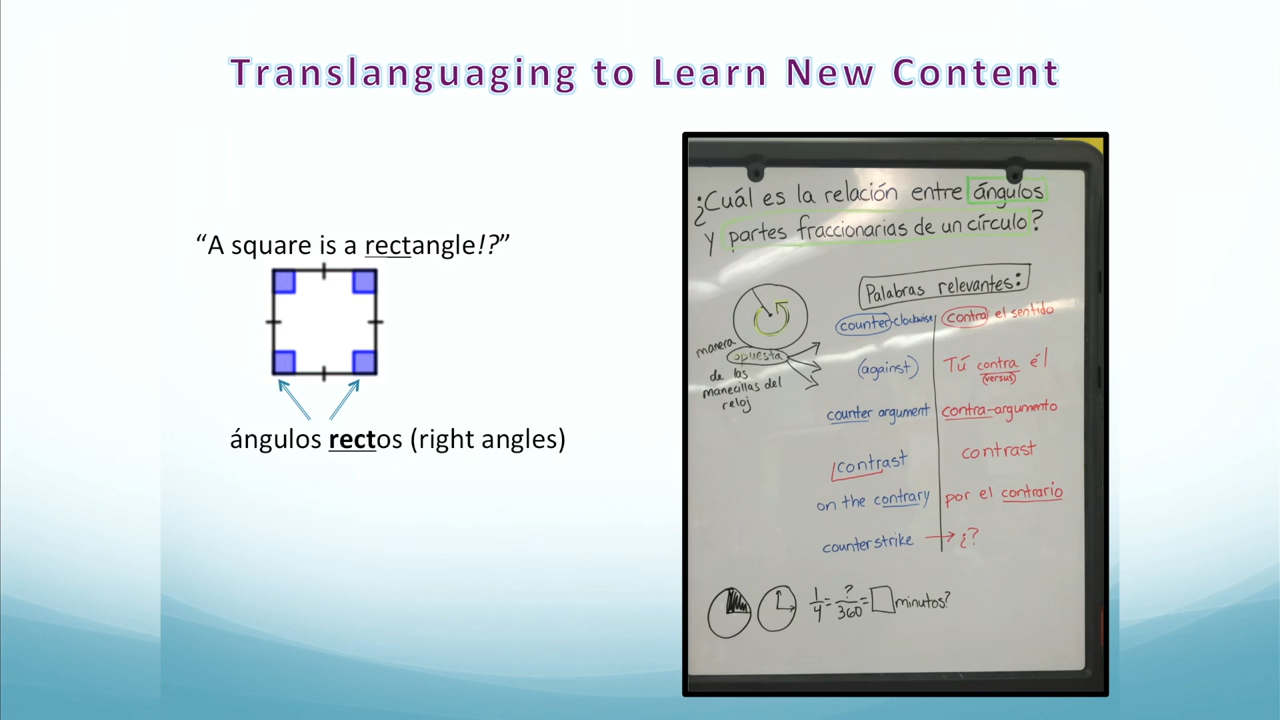 Translanguaging to Learn New Content
“A square is a rectangle!?”
ángulos rectos (right angles)
¿Cuál es la relación entre ángulos
y partes fraccionarias de un círculo?
Palabras relevantes:
manera
opuesta
de las
manecillas del
reloj
counter-clockwise contra el sentido
(against) Tú contra él
(versus)
counter argument contra-argumento
contrast contrast
on the contrary por el contrario
counterstrike → ¿?
1/4 = ?/360 = □ minutos?